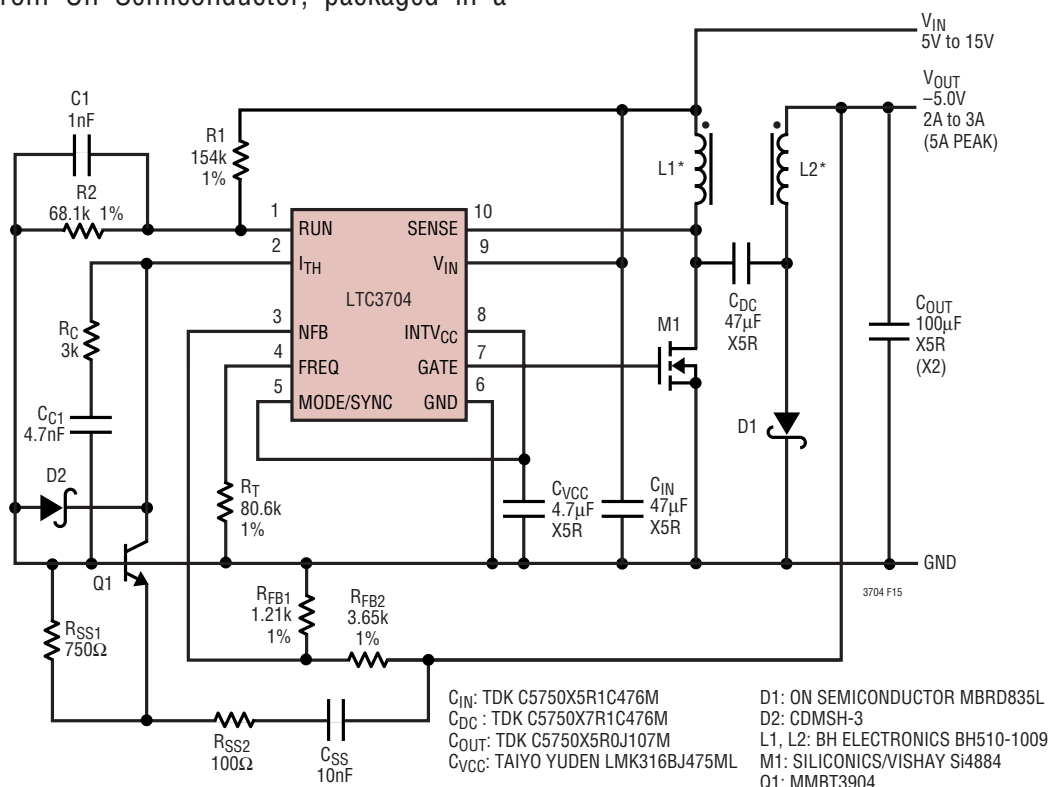 from On Semiconductor, packaged in a
VIN
5V to 15V
VOUT
–5.0V
2A to 3A
(5A PEAK)
C1
1nF
R1
154k
1%
R2
68.1k 1%
L1*
L2*
1
RUN
SENSE
10
2
ITH
VIN
9
LTC3704
3
NFB
INTVCC
8
4
FREQ
GATE
7
5
MODE/SYNC
GND
6
RC
3k
CC1
4.7nF
D2
M1
CDC
47µF
X5R
COUT
100µF
X5R
(X2)
D1
RT
80.6k
1%
CVCC
4.7µF
X5R
CIN
47µF
X5R
GND
Q1
3704 F15
RFB1
1.21k
1%
RFB2
3.65k
1%
RSS1
750Ω
RSS2
100Ω
CSS
10nF
CIN: TDK C5750X5R1C476M
CDC : TDK C5750X7R1C476M
COUT: TDK C5750X5R0J107M
CVCC: TAIYO YUDEN LMK316BJ475ML
D1: ON SEMICONDUCTOR MBRD835L
D2: CDMSH-3
L1, L2: BH ELECTRONICS BH510-1009
M1: SILICONICS/VISHAY Si4884
Q1: MMBT3904